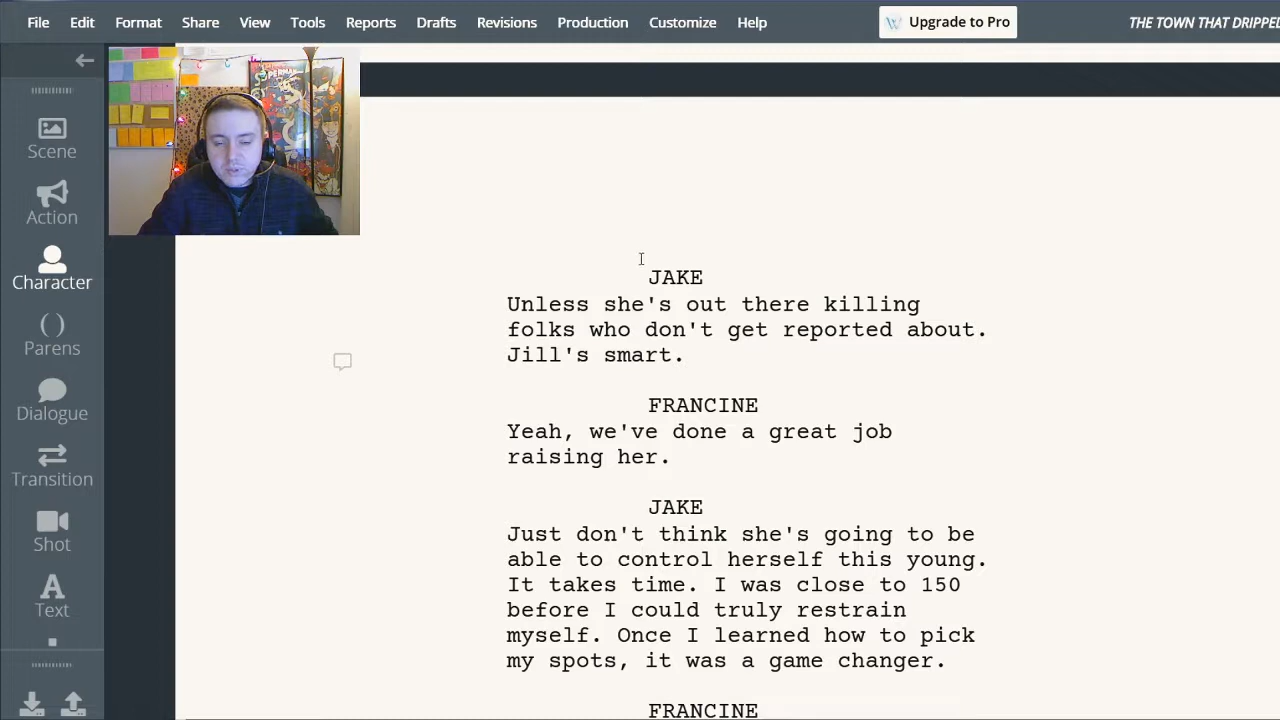 File Edit Format Share View Tools Reports Drafts Revisions Production Customize Help Upgrade to Pro THE TOWN THAT DRIPPED
Scene
Action
Character
Parens
Dialogue
Transition
Shot
Text
JAKE
Unless she's out there killing
folks who don't get reported about.
Jill's smart.
FRANCINE
Yeah, we've done a great job
raising her.
JAKE
Just don't think she's going to be
able to control herself this young.
It takes time. I was close to 150
before I could truly restrain
myself. Once I learned how to pick
my spots, it was a game changer.
FRANCINE